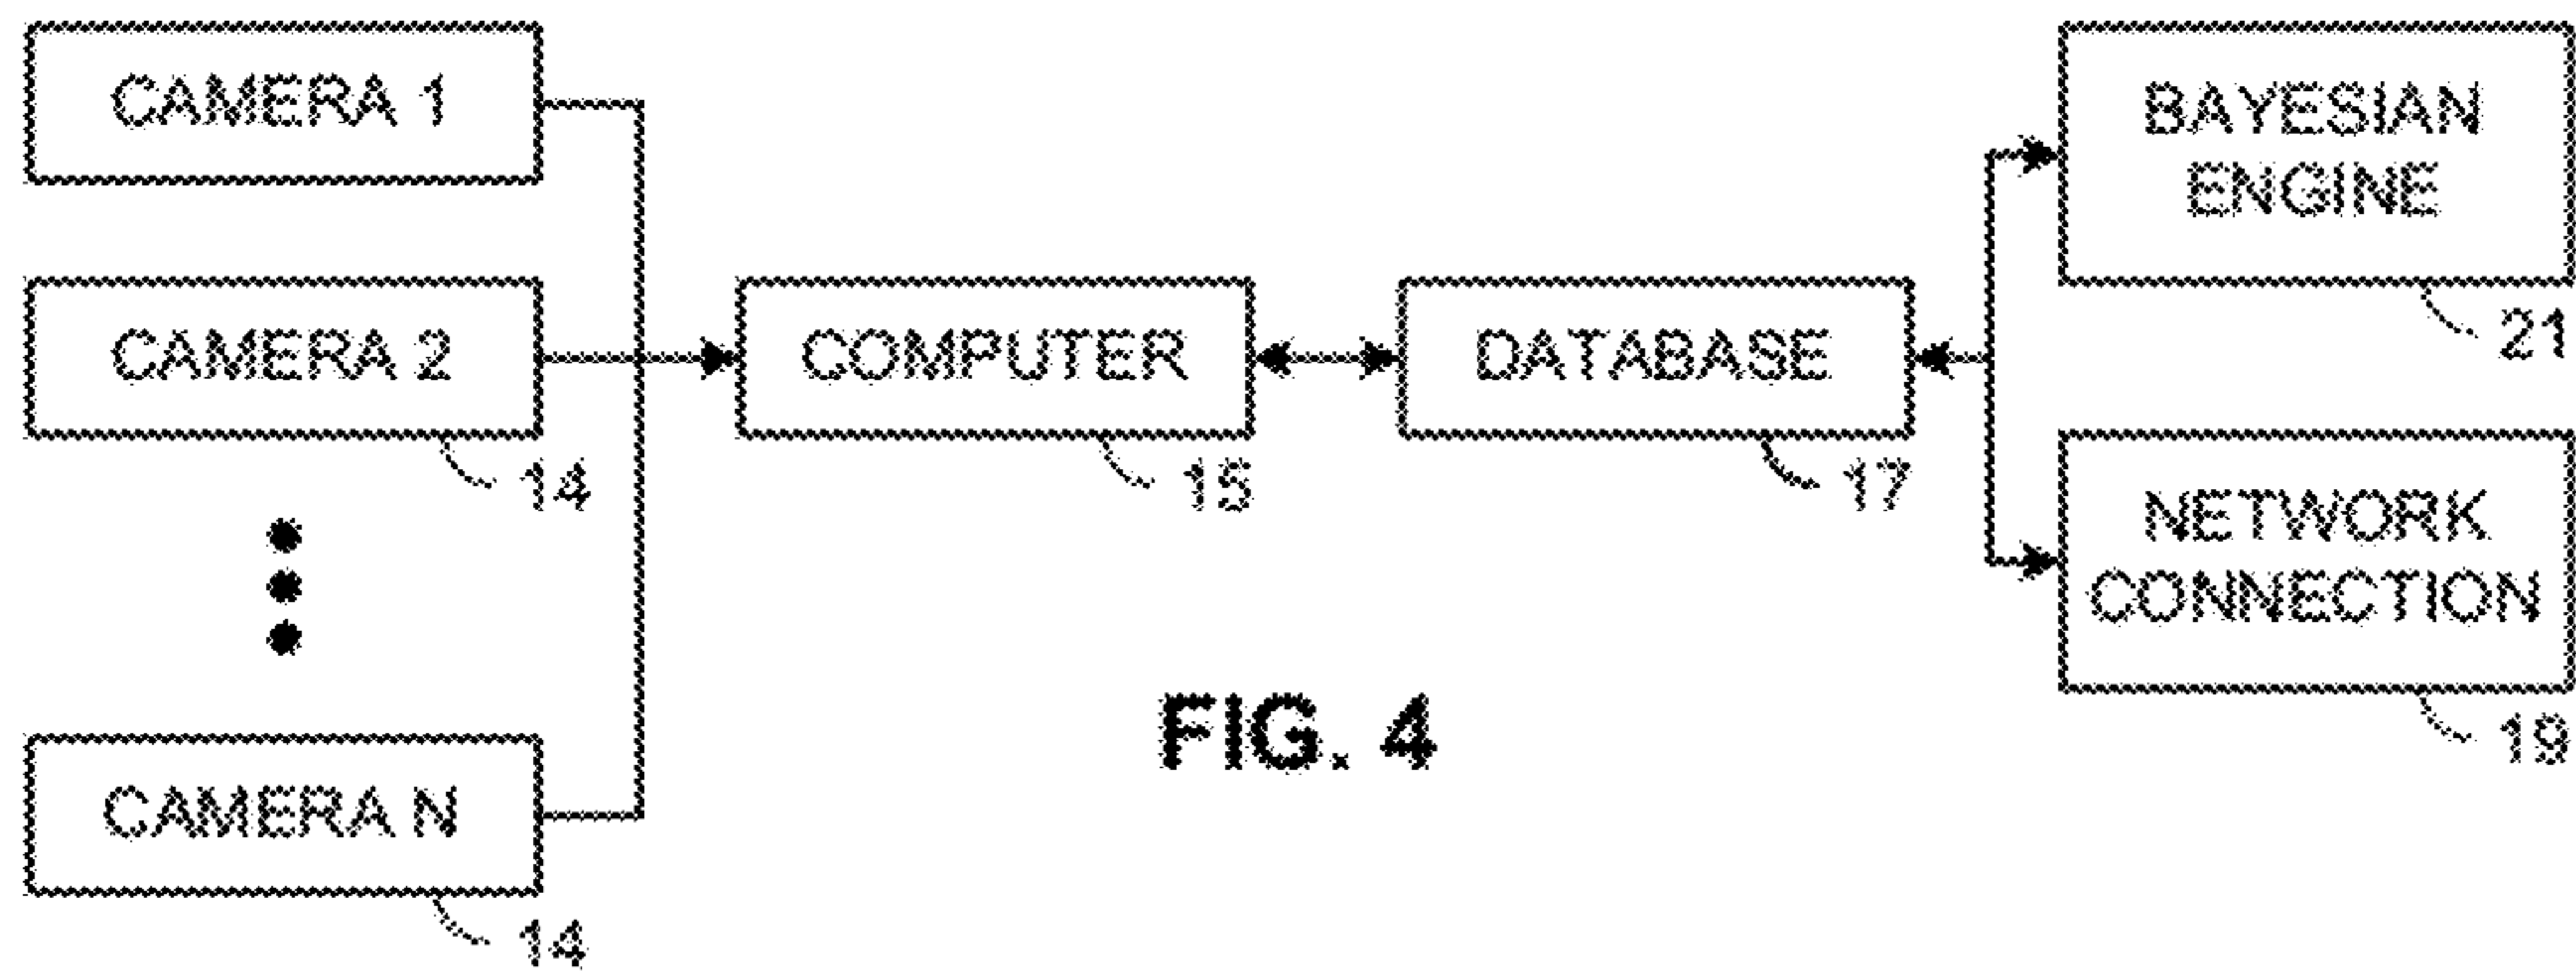 CAMERA 1
CAMERA 2
14
CAMERA N
14
COMPUTER
15
DATABASE
17
BAYESIAN
ENGINE
21
NETWORK
CONNECTION
19
FIG. 4